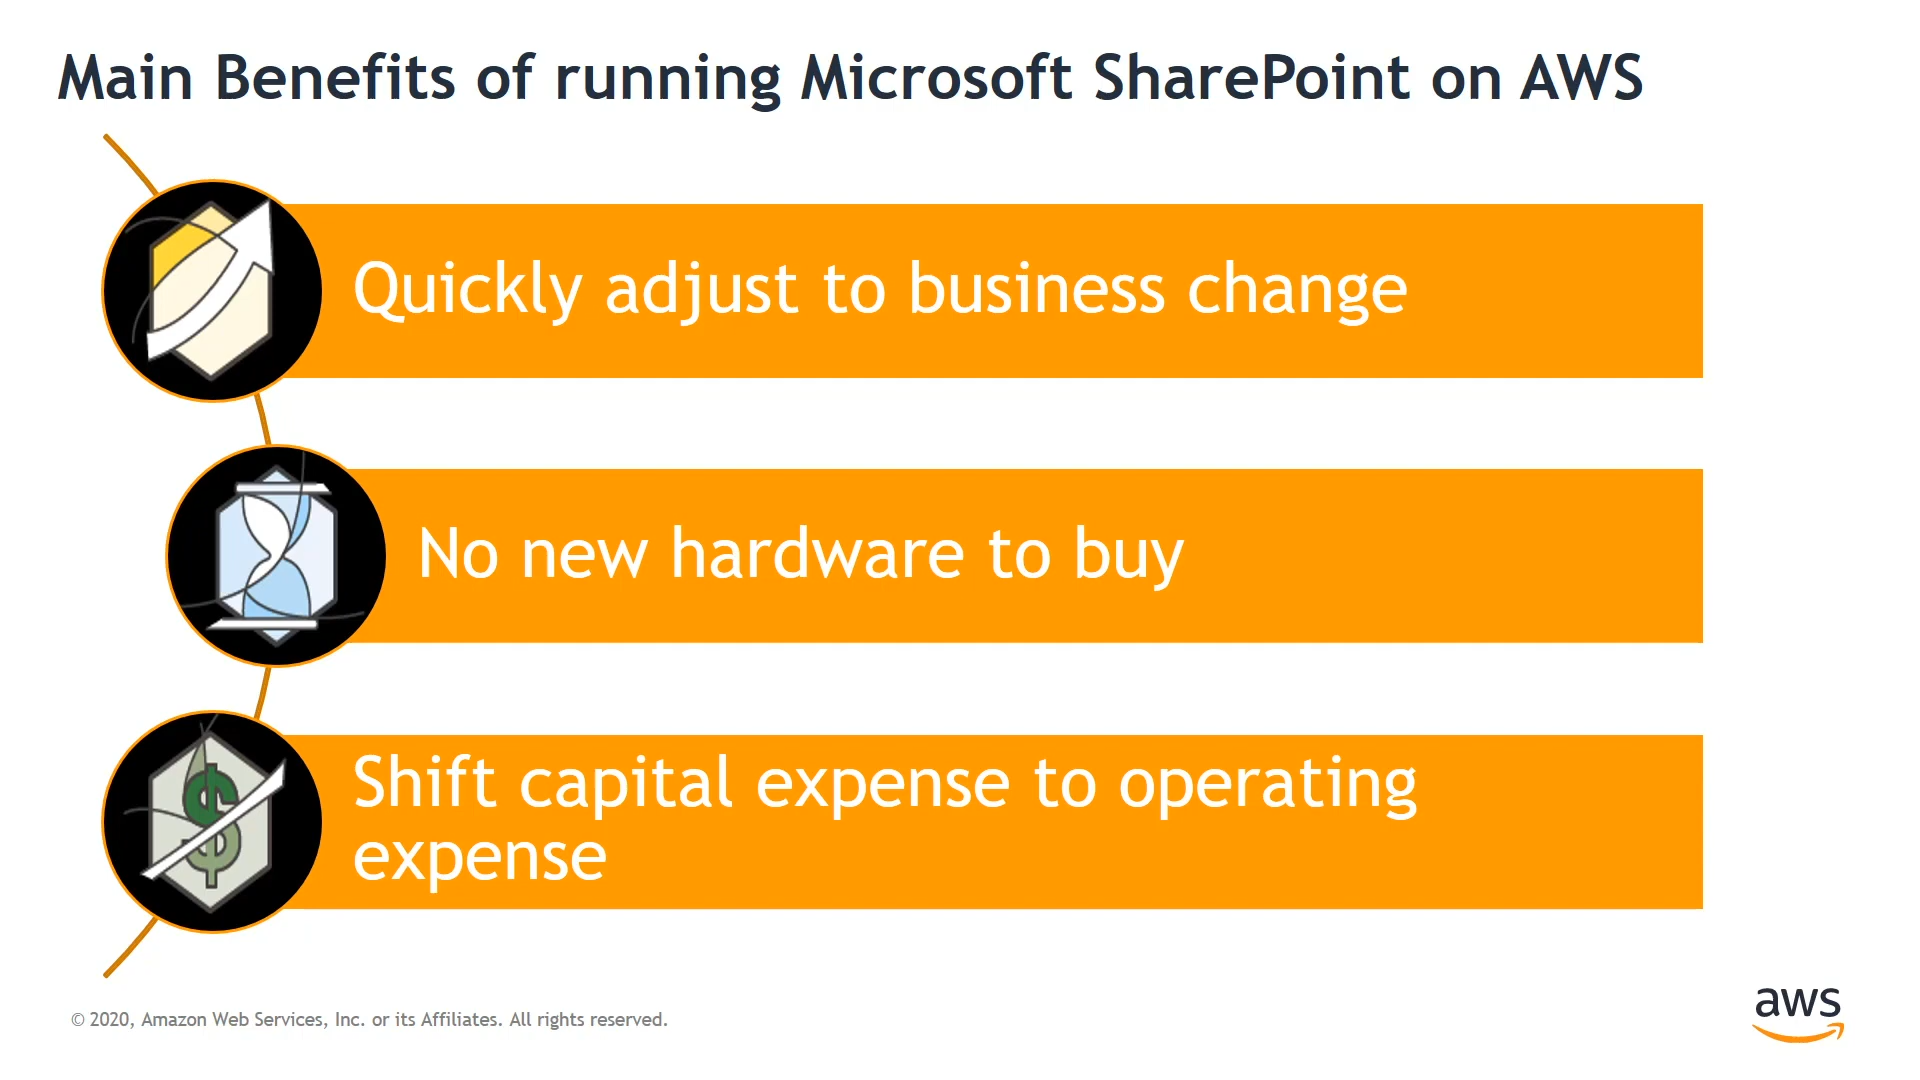 Main Benefits of running Microsoft SharePoint on AWS
Quickly adjust to business change
No new hardware to buy
$
$
Shift capital expense to operating
expense
© 2020, Amazon Web Services, Inc. or its Affiliates. All rights reserved.
aws